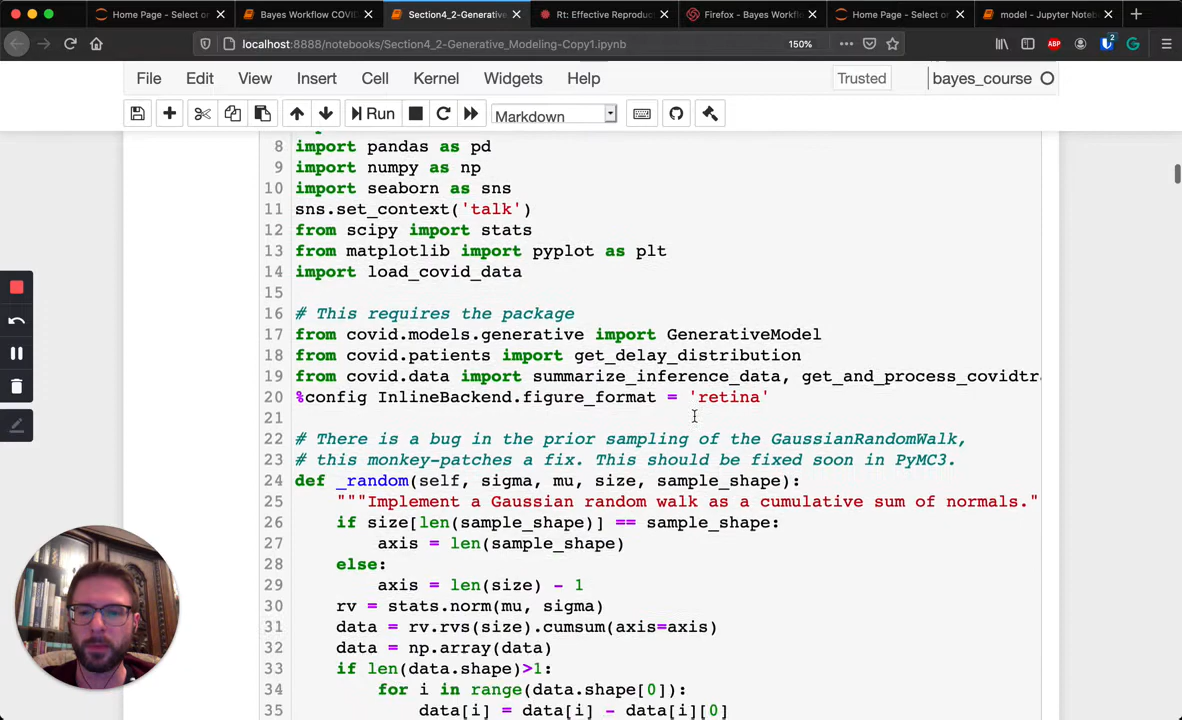 Home Page - Select or
Bayes Workflow COVI
Section4_2-Generative
Rt: Effective Reproduc
Firefox - Bayes Workfl
Home Page - Select or
model - Jupyter Noteb
localhost:8888/notebooks/Section4_2-Generative_Modeling-Copy1.ipynb
150%
ABP
2
File Edit View Insert Cell Kernel Widgets Help
Trusted
bayes_course
Run
Markdown
8 import pandas as pd
9 import numpy as np
10 import seaborn as sns
11 sns.set_context('talk')
12 from scipy import stats
13 from matplotlib import pyplot as plt
14 import load_covid_data
15
16 # This requires the package
17 from covid.models.generative import GenerativeModel
18 from covid.patients import get_delay_distribution
19 from covid.data import summarize_inference_data, get_and_process_covidtra
20 %config InlineBackend.figure_format = 'retina'
21
22 # There is a bug in the prior sampling of the GaussianRandomWalk,
23 # this monkey-patches a fix. This should be fixed soon in PyMC3.
24 def _random(self, sigma, mu, size, sample_shape):
25 """Implement a Gaussian random walk as a cumulative sum of normals."
26 if size[len(sample_shape)] == sample_shape:
27 axis = len(sample_shape)
28 else:
29 axis = len(size) - 1
30 rv = stats.norm(mu, sigma)
31 data = rv.rvs(size).cumsum(axis=axis)
32 data = np.array(data)
33 if len(data.shape)>1:
34 for i in range(data.shape[0]):
35 data[i] = data[i] - data[i][0]